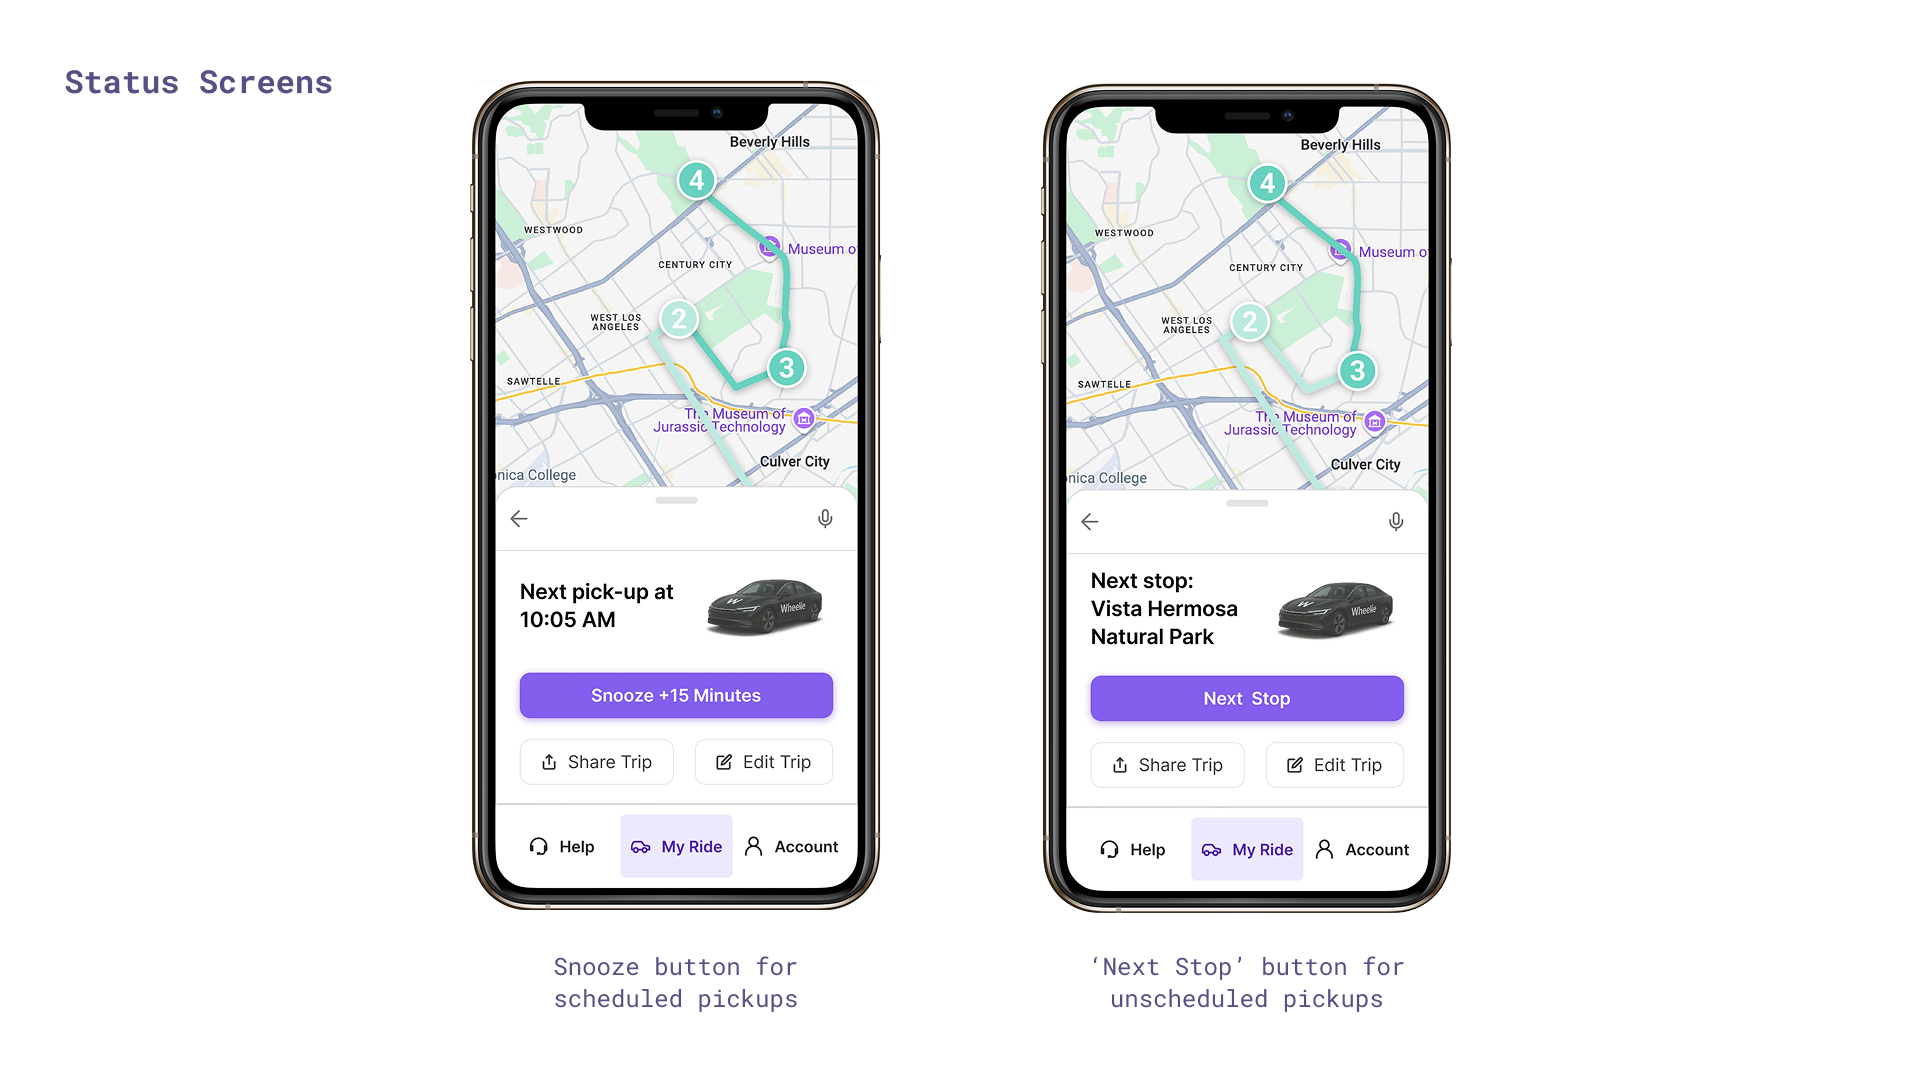 Status Screens
Beverly Hills
4
WESTWOOD
Museum o
CENTURY CITY
2
WEST LOS
ANGELES
3
SAWTELLE
The Museum of
Jurassic Technology
Culver City
nica College
Next pick-up at
10:05 AM
W
Wheelie
Snooze +15 Minutes
Share Trip
Edit Trip
Help
My Ride
Account
Snooze button for
scheduled pickups
Beverly Hills
4
WESTWOOD
Museum o
CENTURY CITY
2
WEST LOS
ANGELES
3
SAWTELLE
The Museum of
Jurassic Technology
Culver City
onica College
Next stop:
Vista Hermosa
Natural Park
W
Wheelie
Next Stop
Share Trip
Edit Trip
Help
My Ride
Account
‘Next Stop’ button for
unscheduled pickups